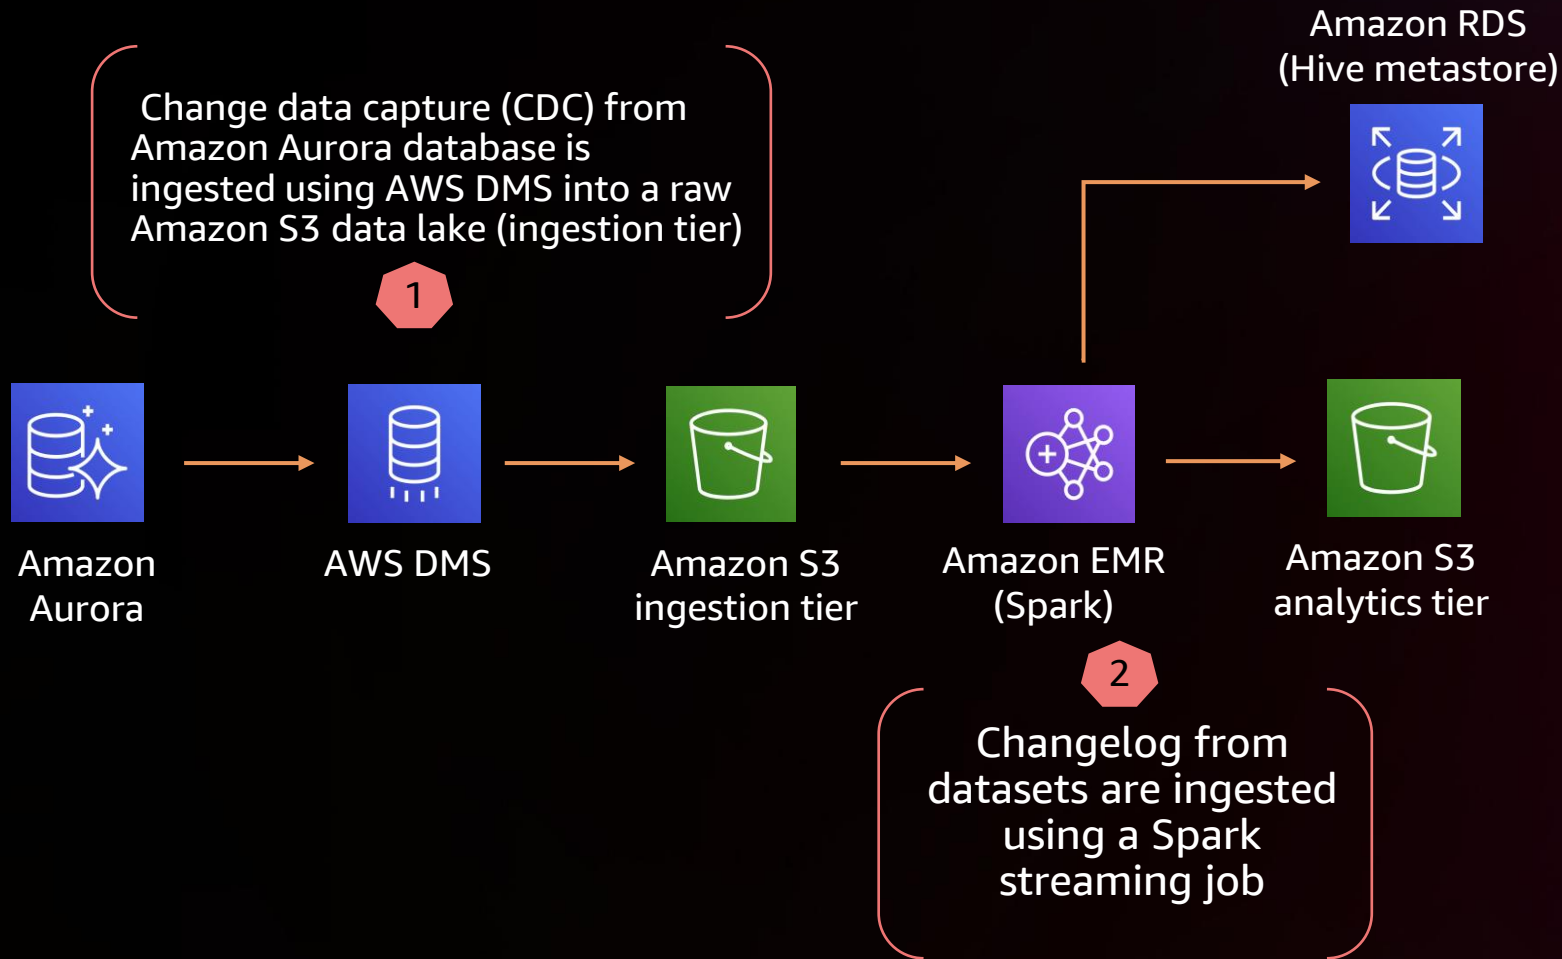 Amazon RDS
(Hive metastore)
Change data capture (CDC) from
Amazon Aurora database is
ingested using AWS DMS into a raw
Amazon S3 data lake (ingestion tier)
1
Amazon
Aurora
AWS DMS
Amazon S3
ingestion tier
Amazon EMR
(Spark)
Amazon S3
analytics tier
2
Changelog from
datasets are ingested
using a Spark
streaming job